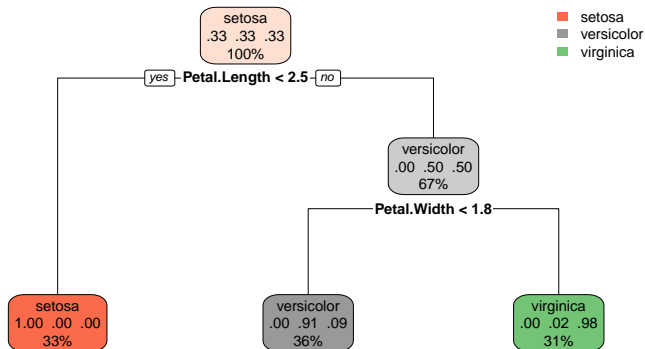 setosa
.33 .33 .33
100%
setosa
versicolor
virginica
yes Petal.Length < 2.5 no
versicolor
.00 .50 .50
67%
Petal.Width < 1.8
setosa
1.00 .00 .00
33%
versicolor
.00 .91 .09
36%
virginica
.00 .02 .98
31%